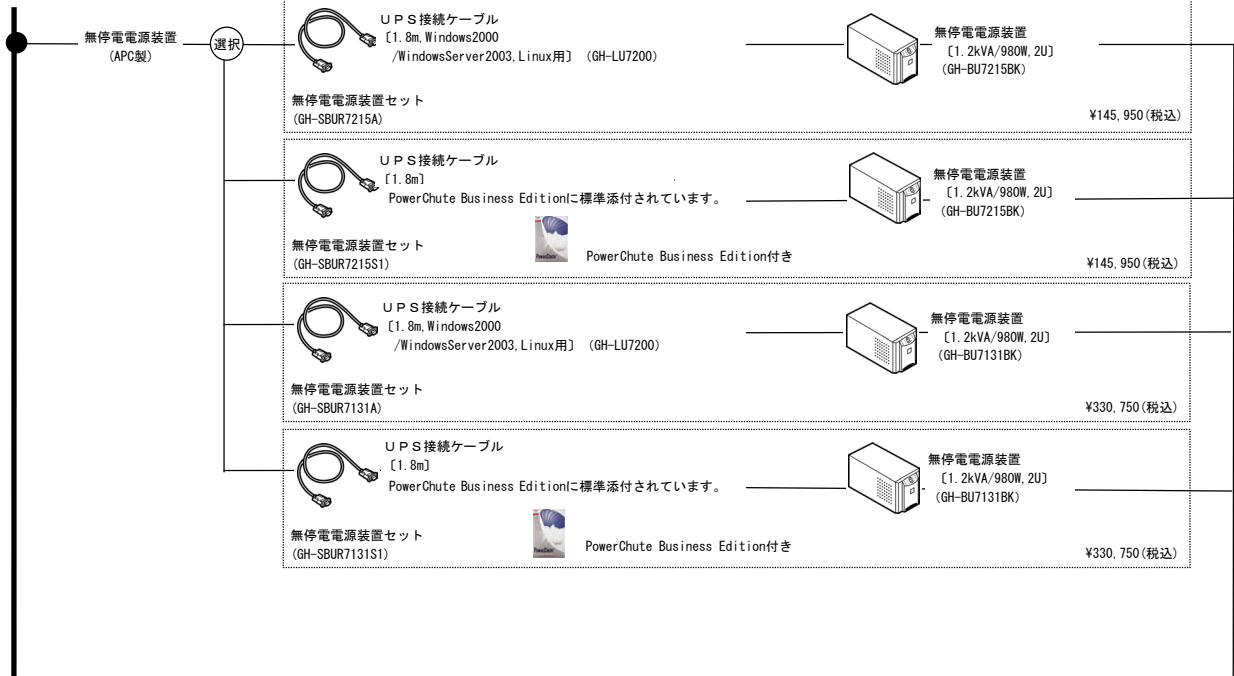 無停電電源装置
(APC製)
選択
ＵＰＳ接続ケーブル
〔1.8m,Windows2000
/WindowsServer2003,Linux用〕 (GH-LU7200)
無停電電源装置
〔1.2kVA/980W,2U〕
(GH-BU7215BK)
無停電電源装置セット
(GH-SBUR7215A)
¥145,950(税込)
ＵＰＳ接続ケーブル
〔1.8m〕
PowerChute Business Editionに標準添付されています。
無停電電源装置
〔1.2kVA/980W,2U〕
(GH-BU7215BK)
無停電電源装置セット
(GH-SBUR7215S1)
PowerChute
PowerChute Business Edition付き
¥145,950(税込)
ＵＰＳ接続ケーブル
〔1.8m,Windows2000
/WindowsServer2003,Linux用〕 (GH-LU7200)
無停電電源装置
〔1.2kVA/980W,2U〕
(GH-BU7131BK)
無停電電源装置セット
(GH-SBUR7131A)
¥330,750(税込)
ＵＰＳ接続ケーブル
〔1.8m〕
PowerChute Business Editionに標準添付されています。
無停電電源装置
〔1.2kVA/980W,2U〕
(GH-BU7131BK)
無停電電源装置セット
(GH-SBUR7131S1)
PowerChute
PowerChute Business Edition付き
¥330,750(税込)